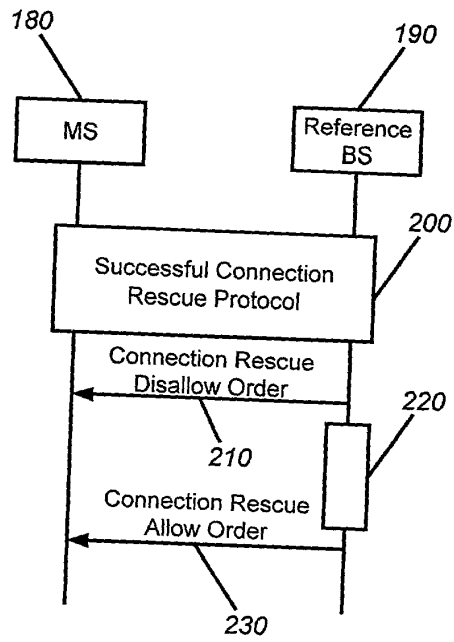 180
190
MS
Reference
BS
200
Successful Connection
Rescue Protocol
Connection Rescue
Disallow Order
220
210
Connection Rescue
Allow Order
230